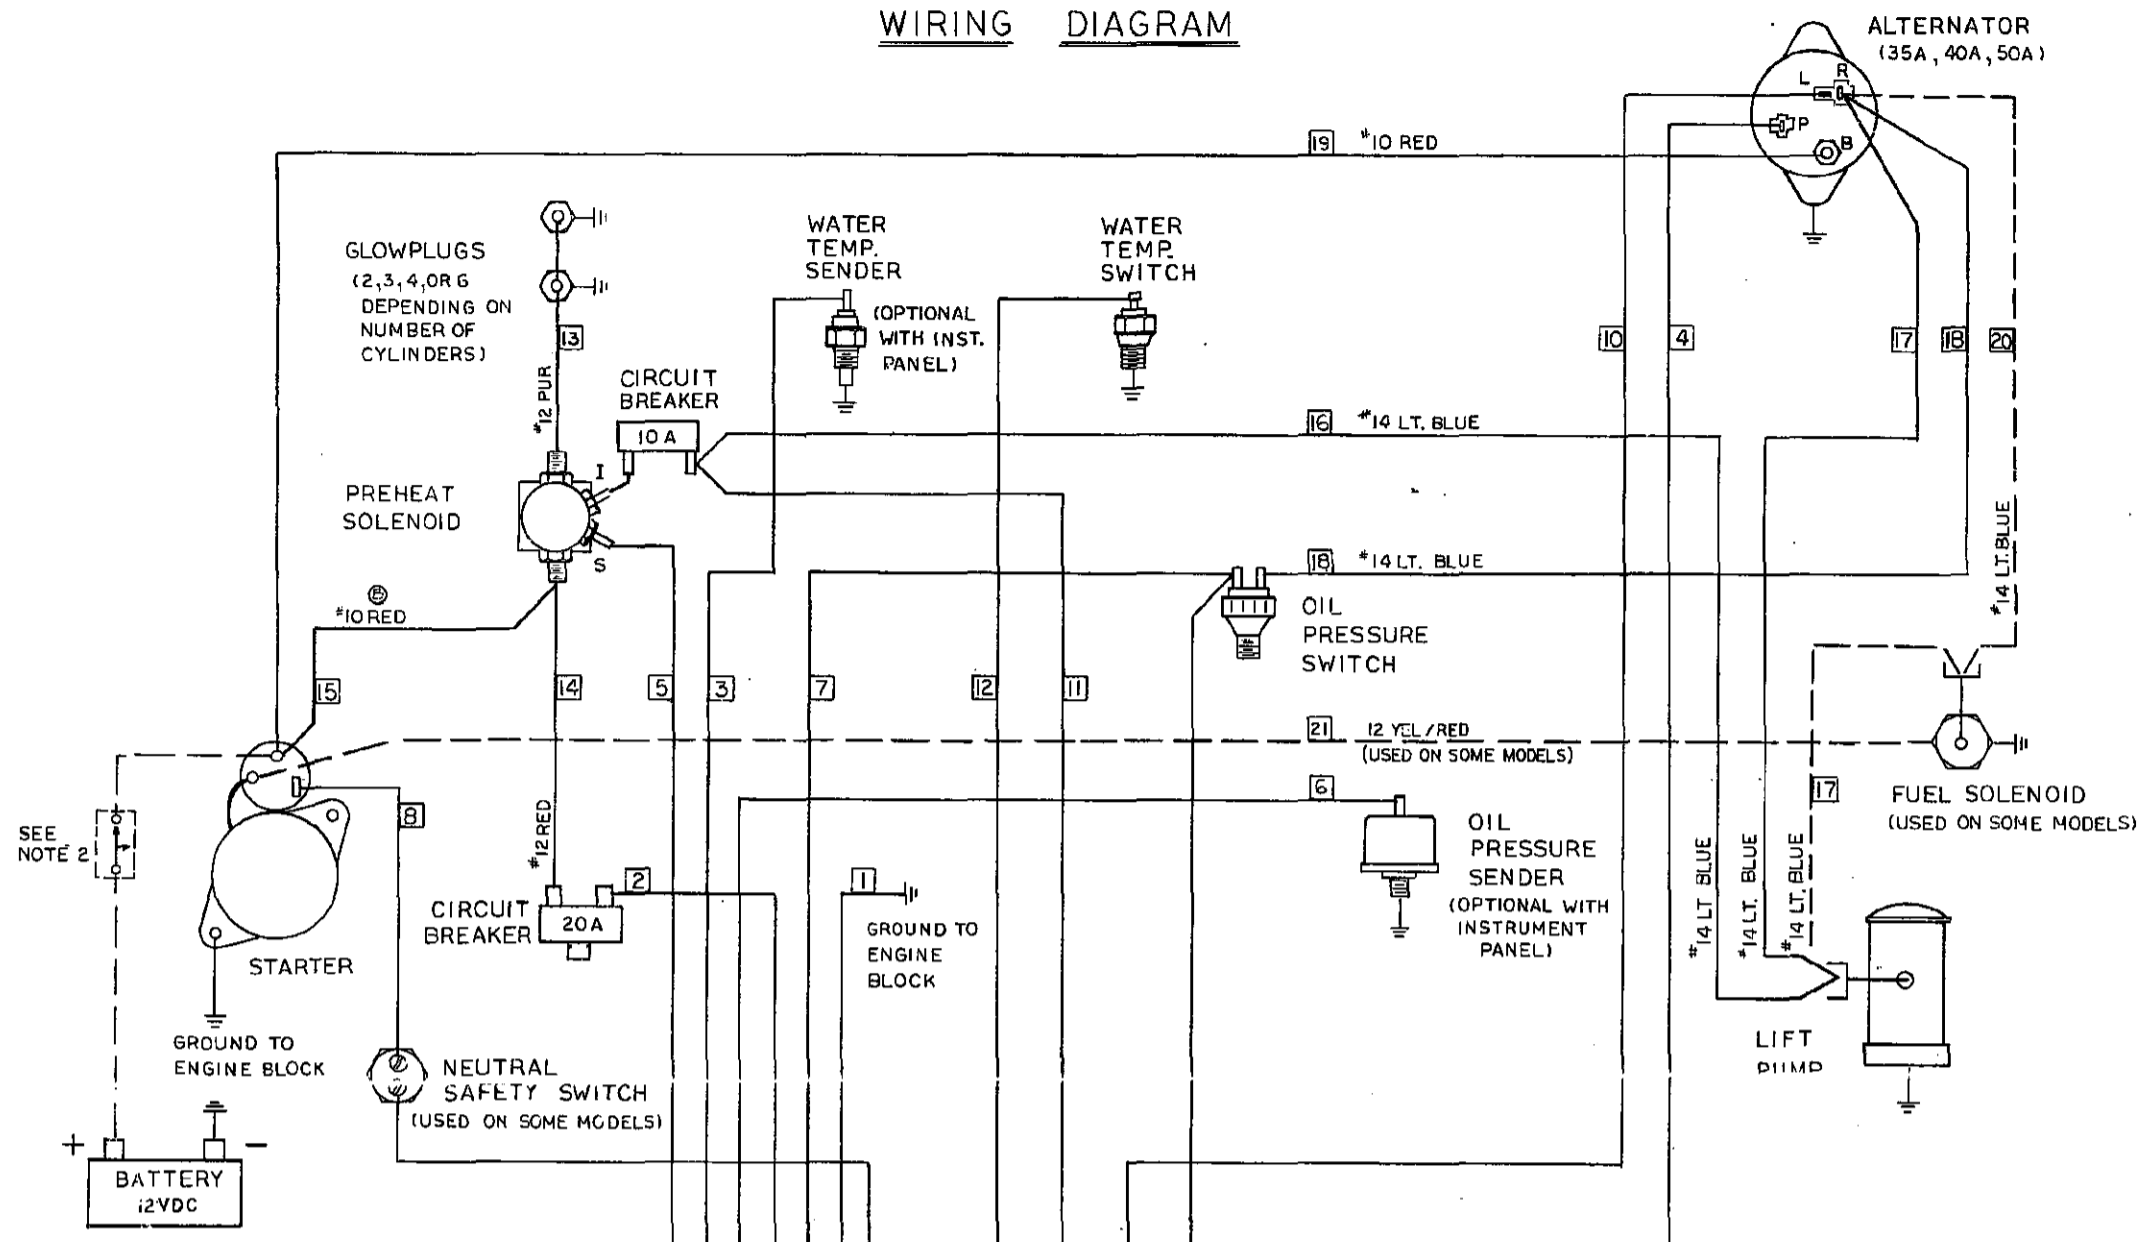 WIRING DIAGRAM
ALTERNATOR
(35A, 40A, 50A)
L R
P
B
19 #10 RED
GLOWPLUGS
(2,3,4,OR 6
DEPENDING ON
NUMBER OF
CYLINDERS)
13
#12 PUR
WATER
TEMP.
SENDER
(OPTIONAL
WITH INST.
PANEL)
WATER
TEMP.
SWITCH
10
4
17
18
20
CIRCUIT
BREAKER
10 A
16 #14 LT. BLUE
I
PREHEAT
SOLENOID
S
18 #14 LT. BLUE
#14 LT. BLUE
B
#10 RED
OIL
PRESSURE
SWITCH
15
14
5
3
7
12
11
21 12 YEL/RED
(USED ON SOME MODELS)
6
17
FUEL SOLENOID
(USED ON SOME MODELS)
SEE
NOTE 2
8
#12 RED
OIL
PRESSURE
SENDER
(OPTIONAL WITH
INSTRUMENT
PANEL)
#14 LT BLUE
#14 LT. BLUE
#14 LT. BLUE
2
1
CIRCUIT
BREAKER
20 A
GROUND TO
ENGINE
BLOCK
STARTER
GROUND TO
ENGINE BLOCK
NEUTRAL
SAFETY SWITCH
(USED ON SOME MODELS)
LIFT
PUMP
+ −
BATTERY
12VDC